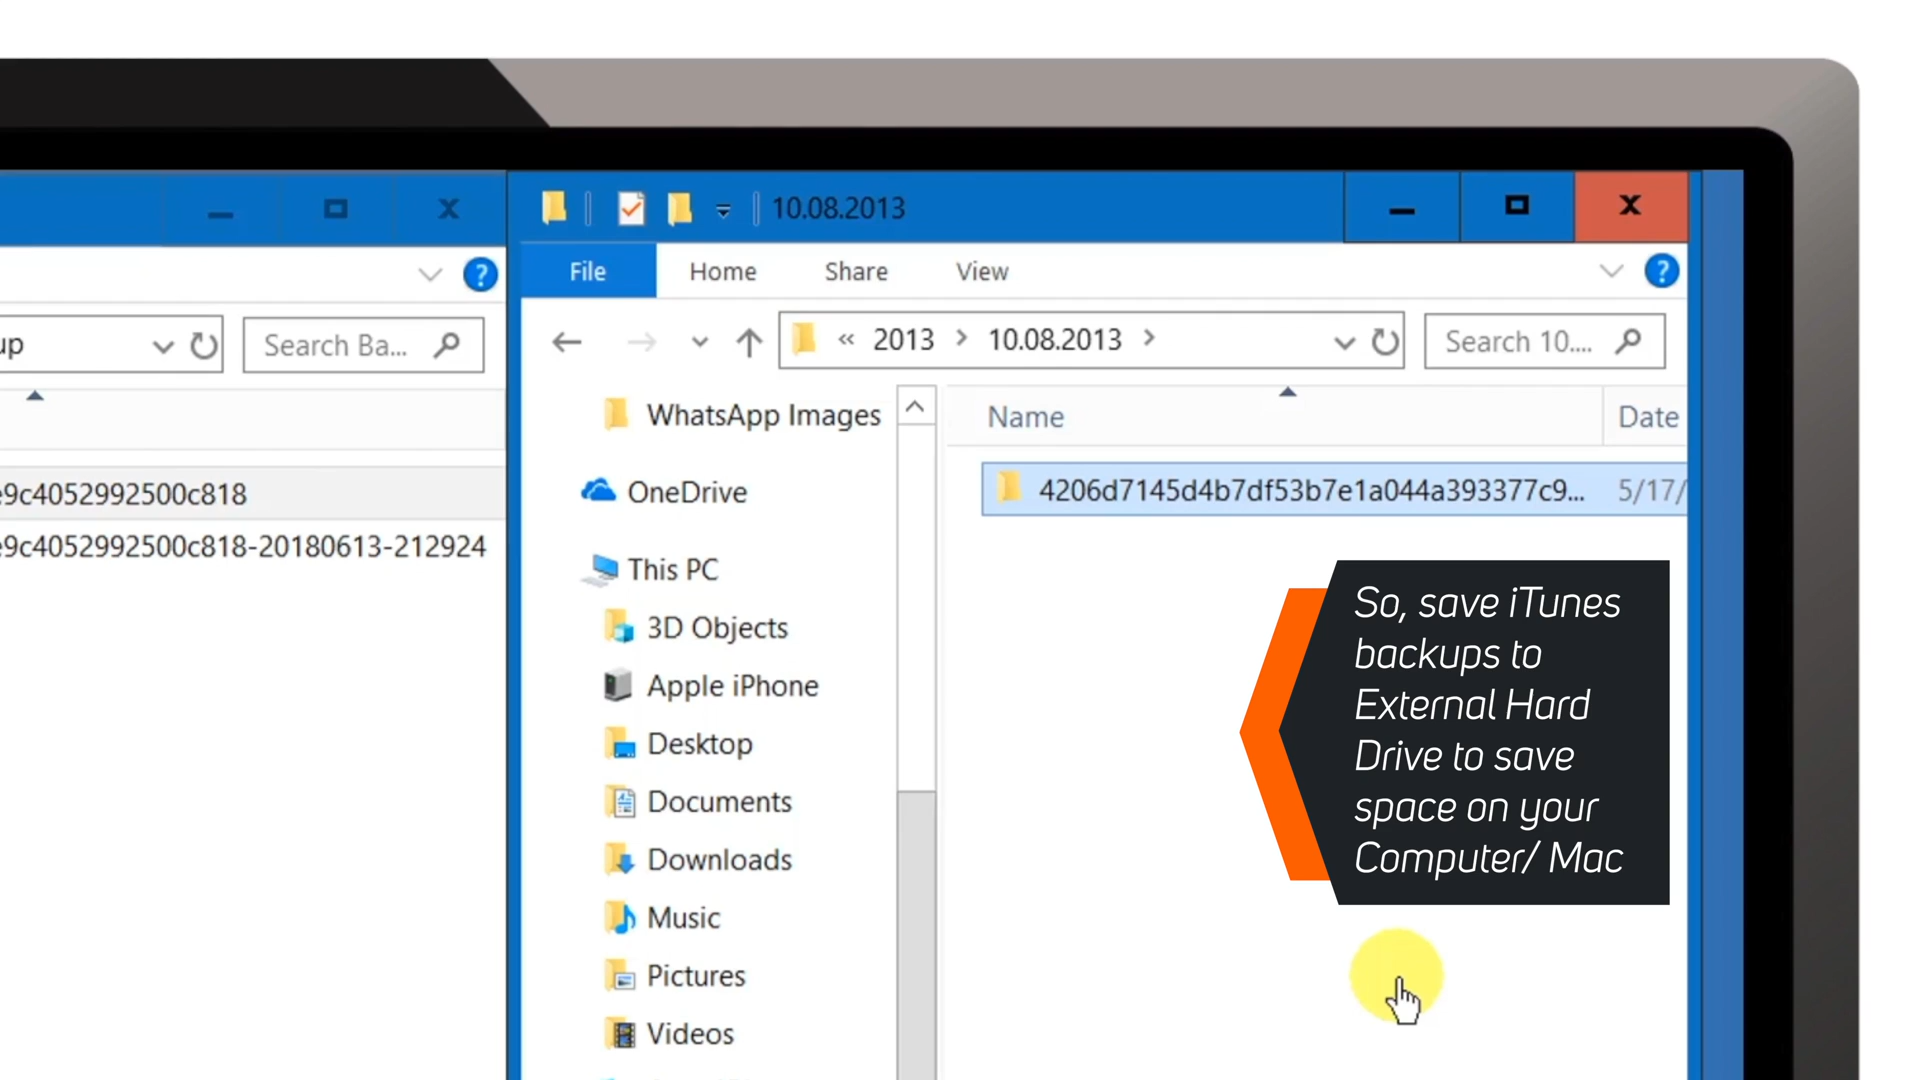 10.08.2013
File Home Share View
up
Search Ba...
2013 10.08.2013
Search 10....
e9c4052992500c818
e9c4052992500c818-20180613-212924
WhatsApp Images
OneDrive
This PC
3D Objects
Apple iPhone
Desktop
Documents
Downloads
Music
Pictures
Videos
Name Date
4206d7145d4b7df53b7e1a044a393377c9... 5/17/
So, save iTunes
backups to
External Hard
Drive to save
space on your
Computer/ Mac